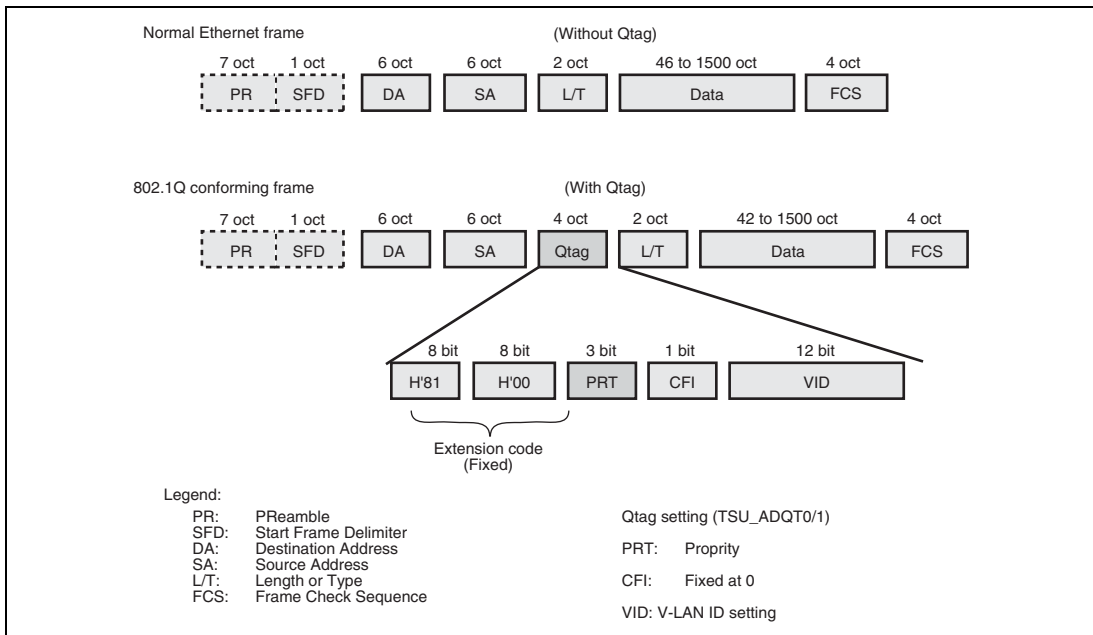 Normal Ethernet frame (Without Qtag)
7 oct 1 oct 6 oct 6 oct 2 oct 46 to 1500 oct 4 oct
PR SFD DA SA L/T Data FCS
802.1Q conforming frame (With Qtag)
7 oct 1 oct 6 oct 6 oct 4 oct 2 oct 42 to 1500 oct 4 oct
PR SFD DA SA Qtag L/T Data FCS
8 bit 8 bit 3 bit 1 bit 12 bit
H'81 H'00 PRT CFI VID
Extension code
(Fixed)
Legend:
PR: PReamble
SFD: Start Frame Delimiter
DA: Destination Address
SA: Source Address
L/T: Length or Type
FCS: Frame Check Sequence
Qtag setting (TSU_ADQT0/1)
PRT: Proprity
CFI: Fixed at 0
VID: V-LAN ID setting